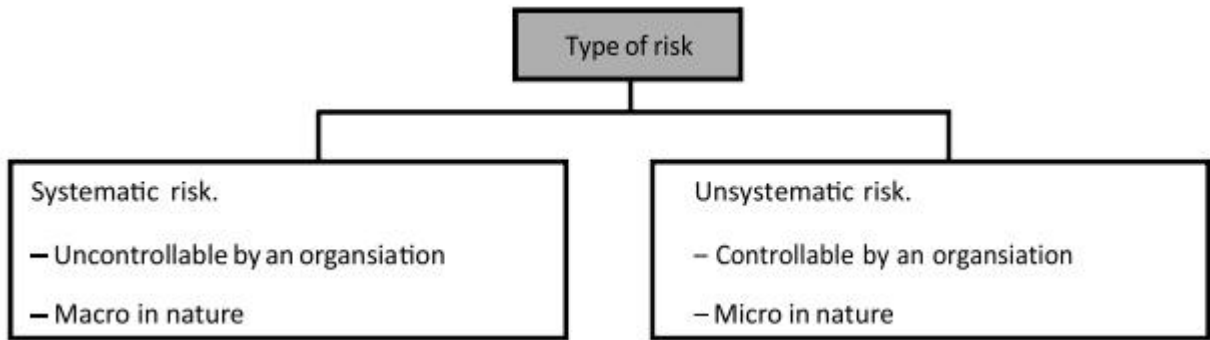 Type of risk
Systematic risk.
– Uncontrollable by an organsiation
– Macro in nature
Unsystematic risk.
– Controllable by an organsiation
– Micro in nature